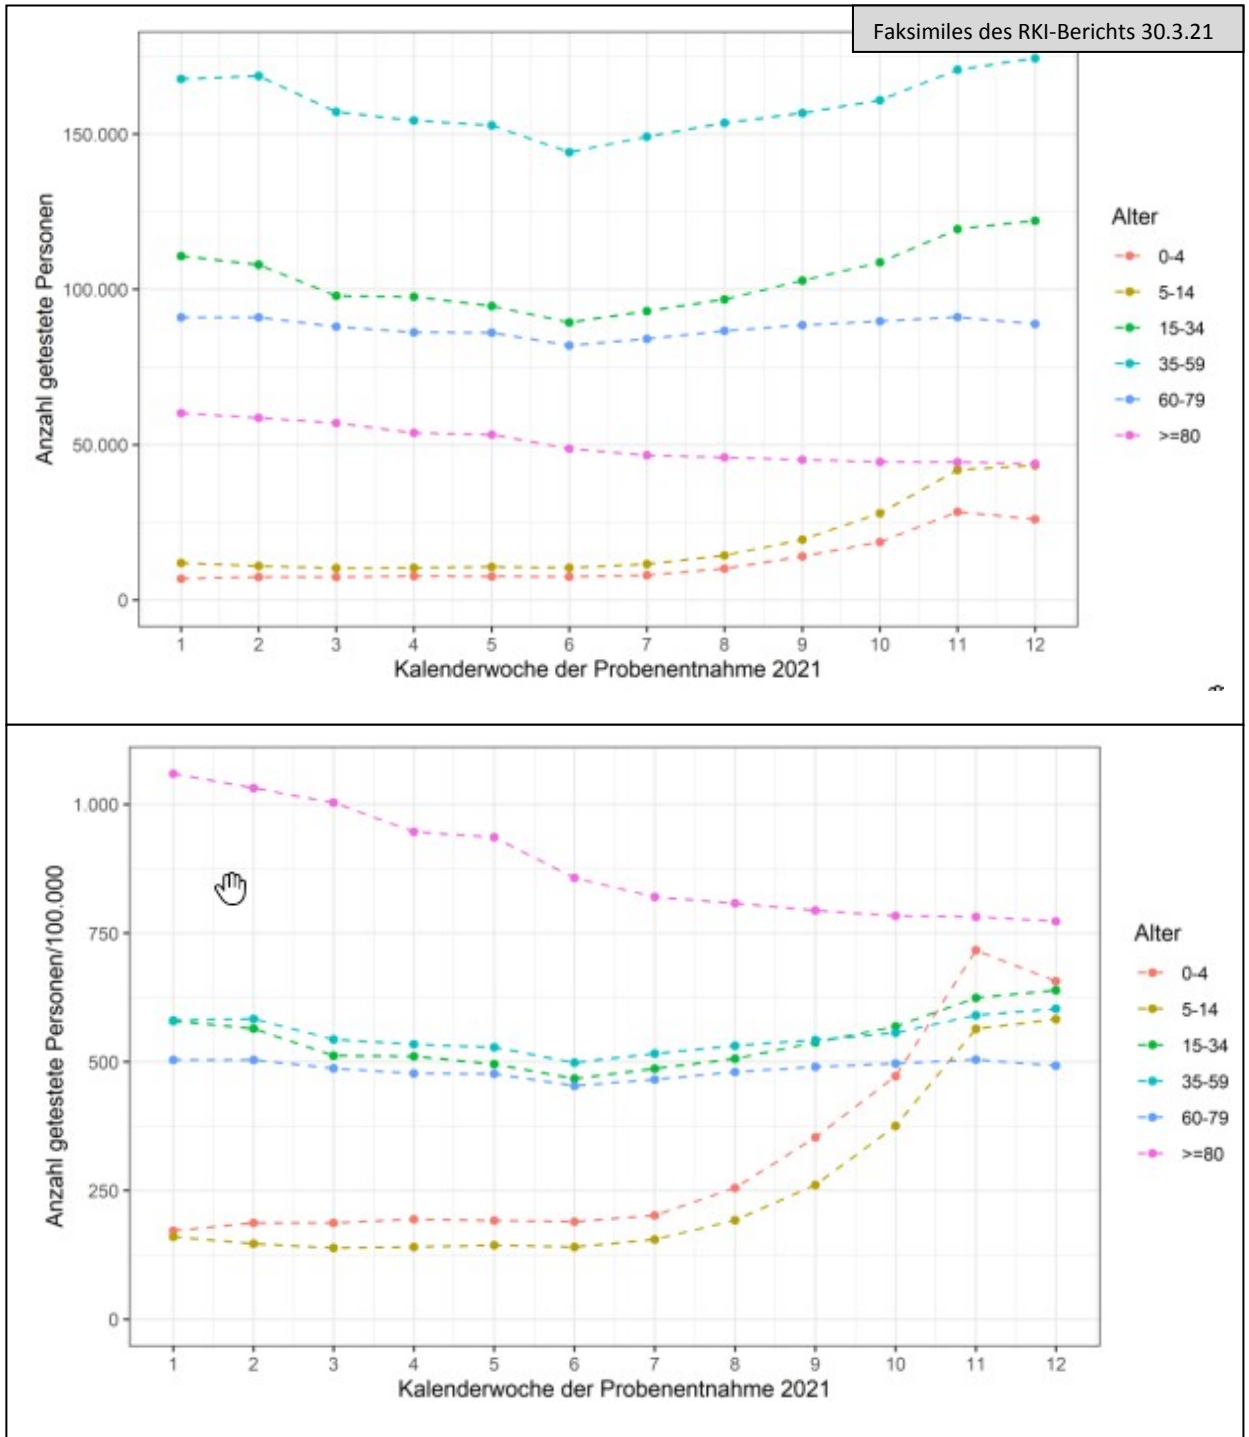 Faksimiles des RKI-Berichts 30.3.21
Anzahl getestete Personen
150.000
100.000
50.000
0
1 2 3 4 5 6 7 8 9 10 11 12
Kalenderwoche der Probenentnahme 2021
Alter
0-4
5-14
15-34
35-59
60-79
>=80
Anzahl getestete Personen/100.000
1.000
750
500
250
0
1 2 3 4 5 6 7 8 9 10 11 12
Kalenderwoche der Probenentnahme 2021
Alter
0-4
5-14
15-34
35-59
60-79
>=80